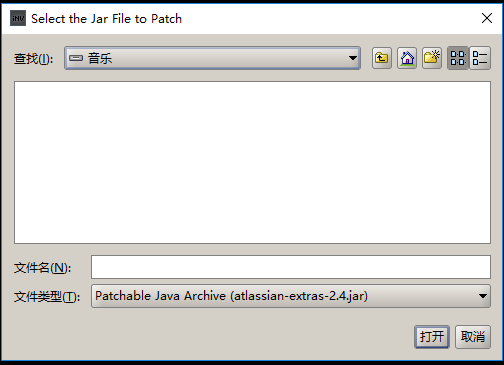 iNV Select the Jar File to Patch
查找(I): 音乐
文件名(N):
文件类型(T): Patchable Java Archive (atlassian-extras-2.4.jar)
打开 取消